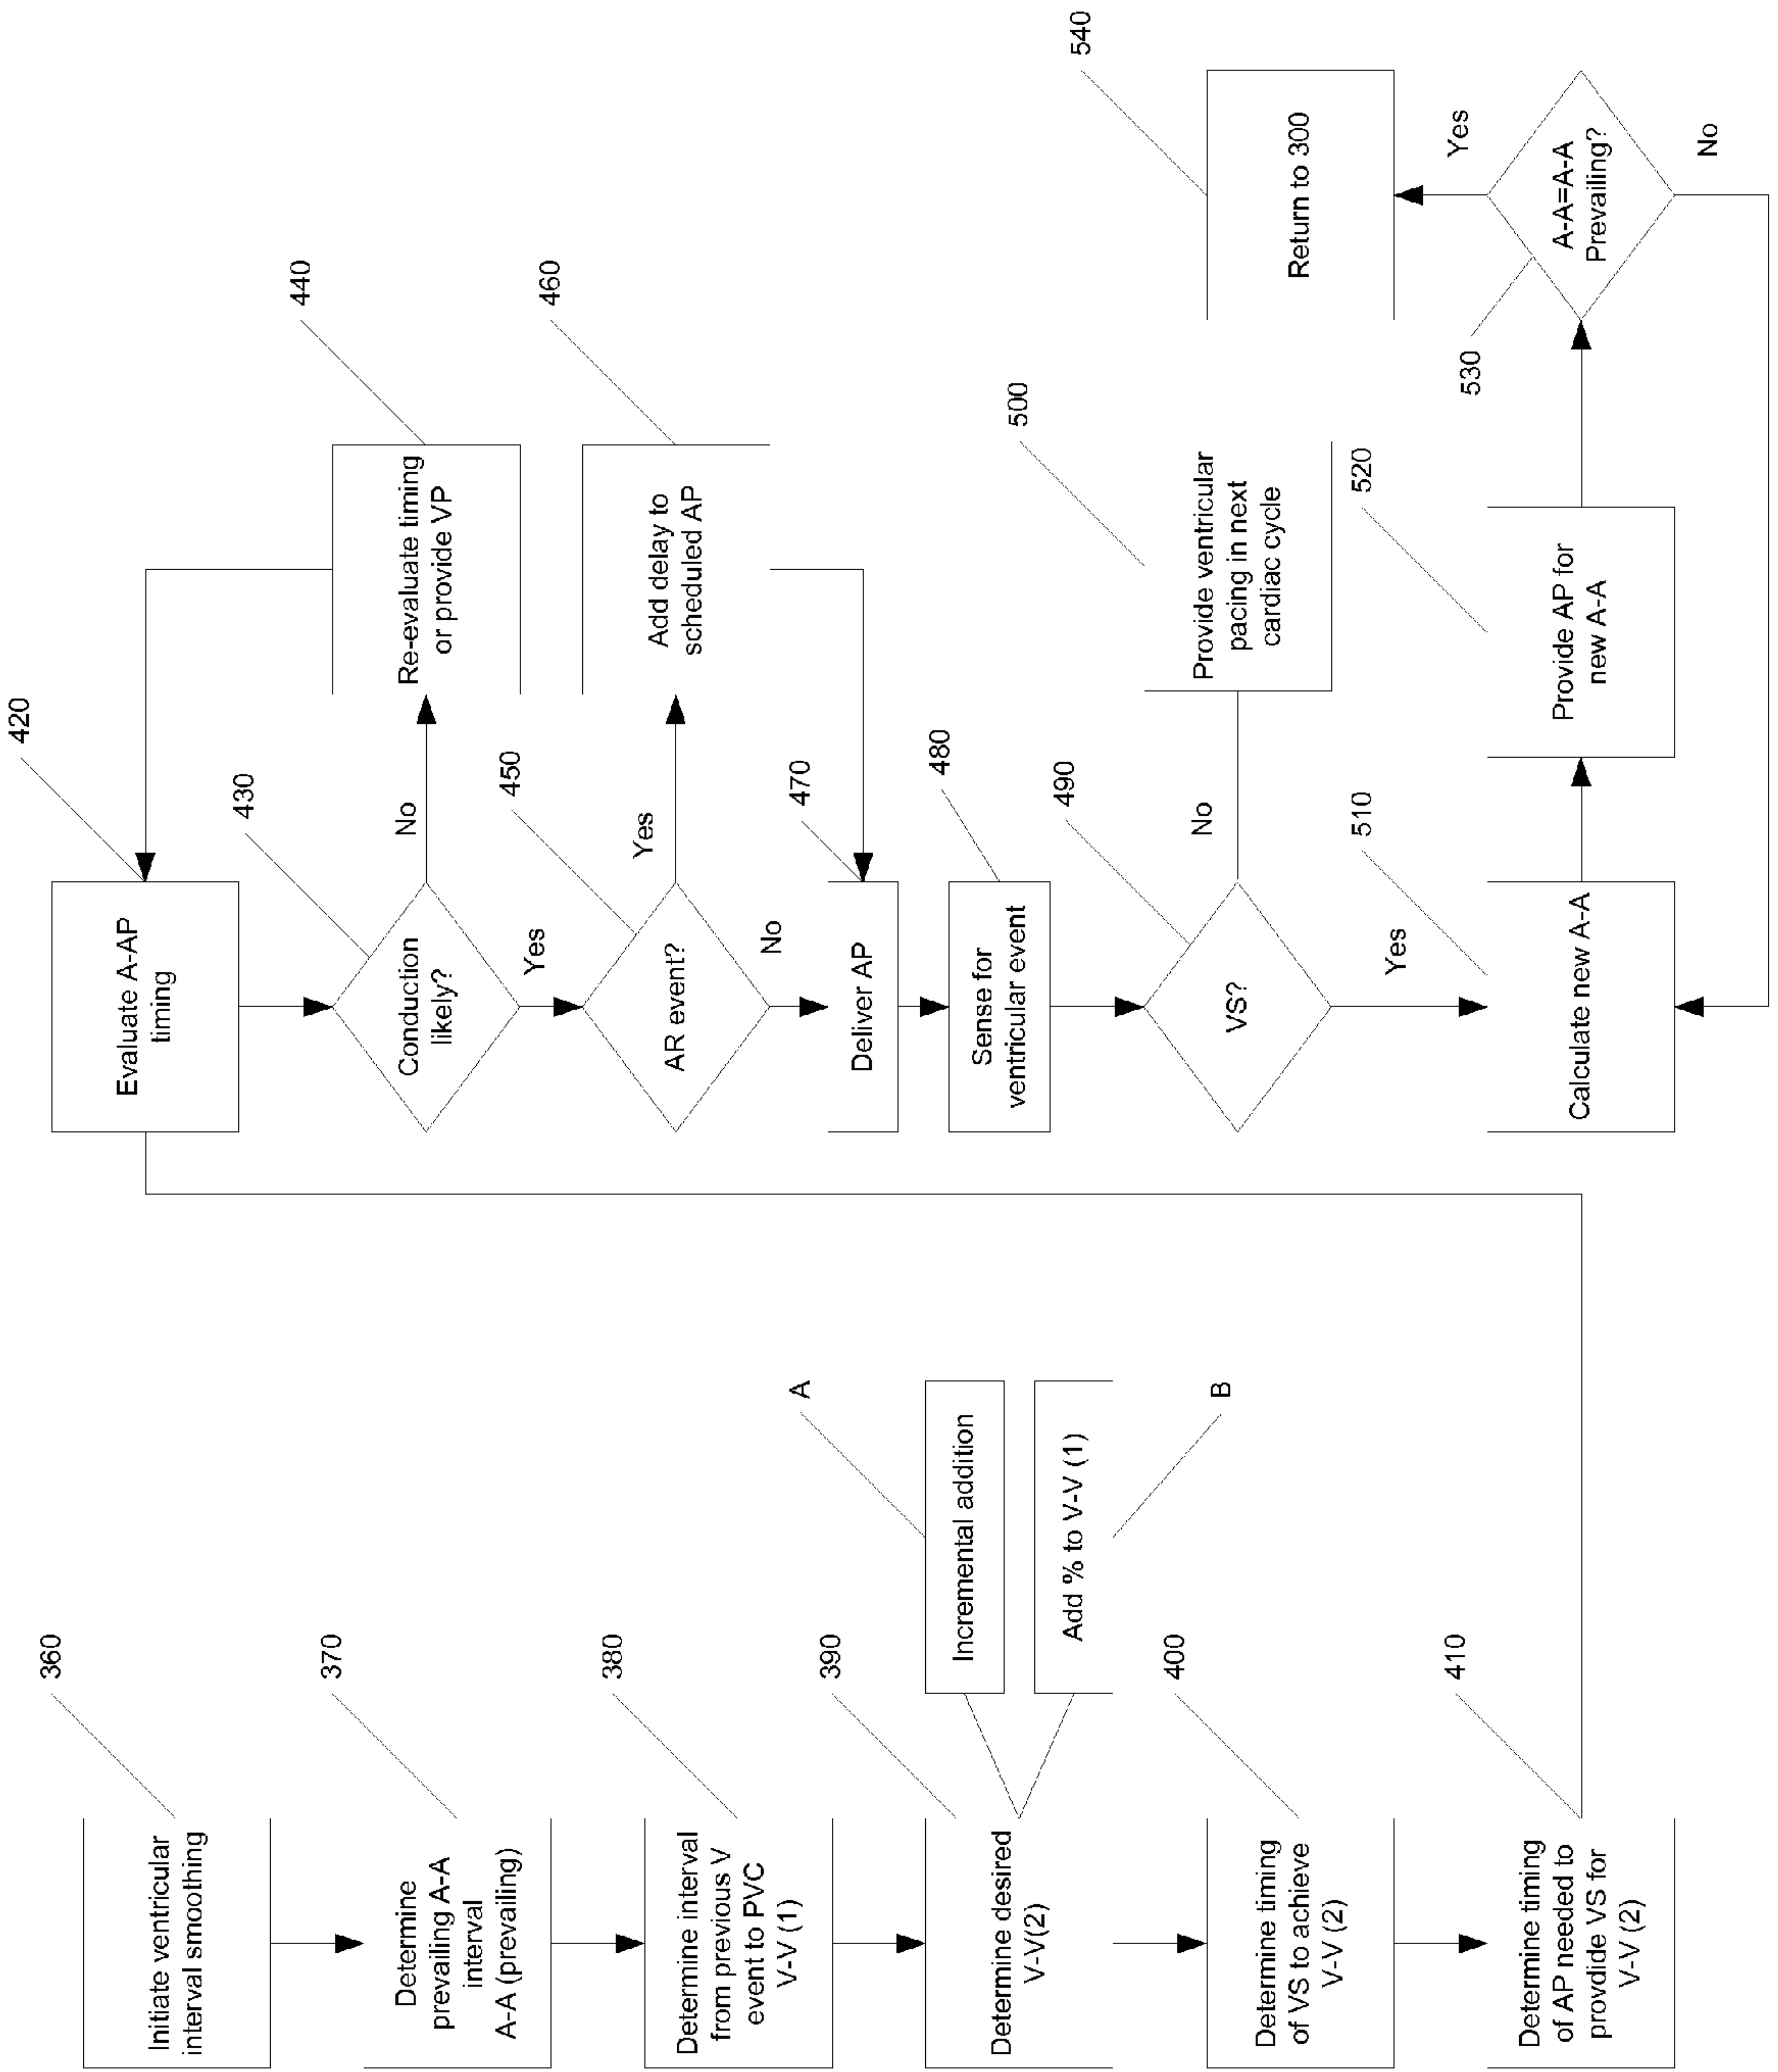 360
Initiate ventricular
interval smoothing
370
Determine
prevailing A-A
interval
A-A (prevailing)
380
Determine interval
from previous V
event to PVC
V-V (1)
390
Determine desired
V-V(2)
A
Incremental addition
Add % to V-V (1)
B
400
Determine timing
of VS to achieve
V-V (2)
410
Determine timing
of AP needed to
provdide VS for
V-V (2)
420
Evaluate A-AP
timing
430
Conduction
likely?
No
Yes
440
Re-evaluate timing
or provide VP
450
AR event?
Yes
No
460
Add delay to
scheduled AP
470
Deliver AP
480
Sense for
ventricular event
490
VS?
No
Yes
500
Provide ventricular
pacing in next
cardiac cycle
510
Calculate new A-A
520
Provide AP for
new A-A
530
A-A=A-A
Prevailing?
Yes
No
540
Return to 300